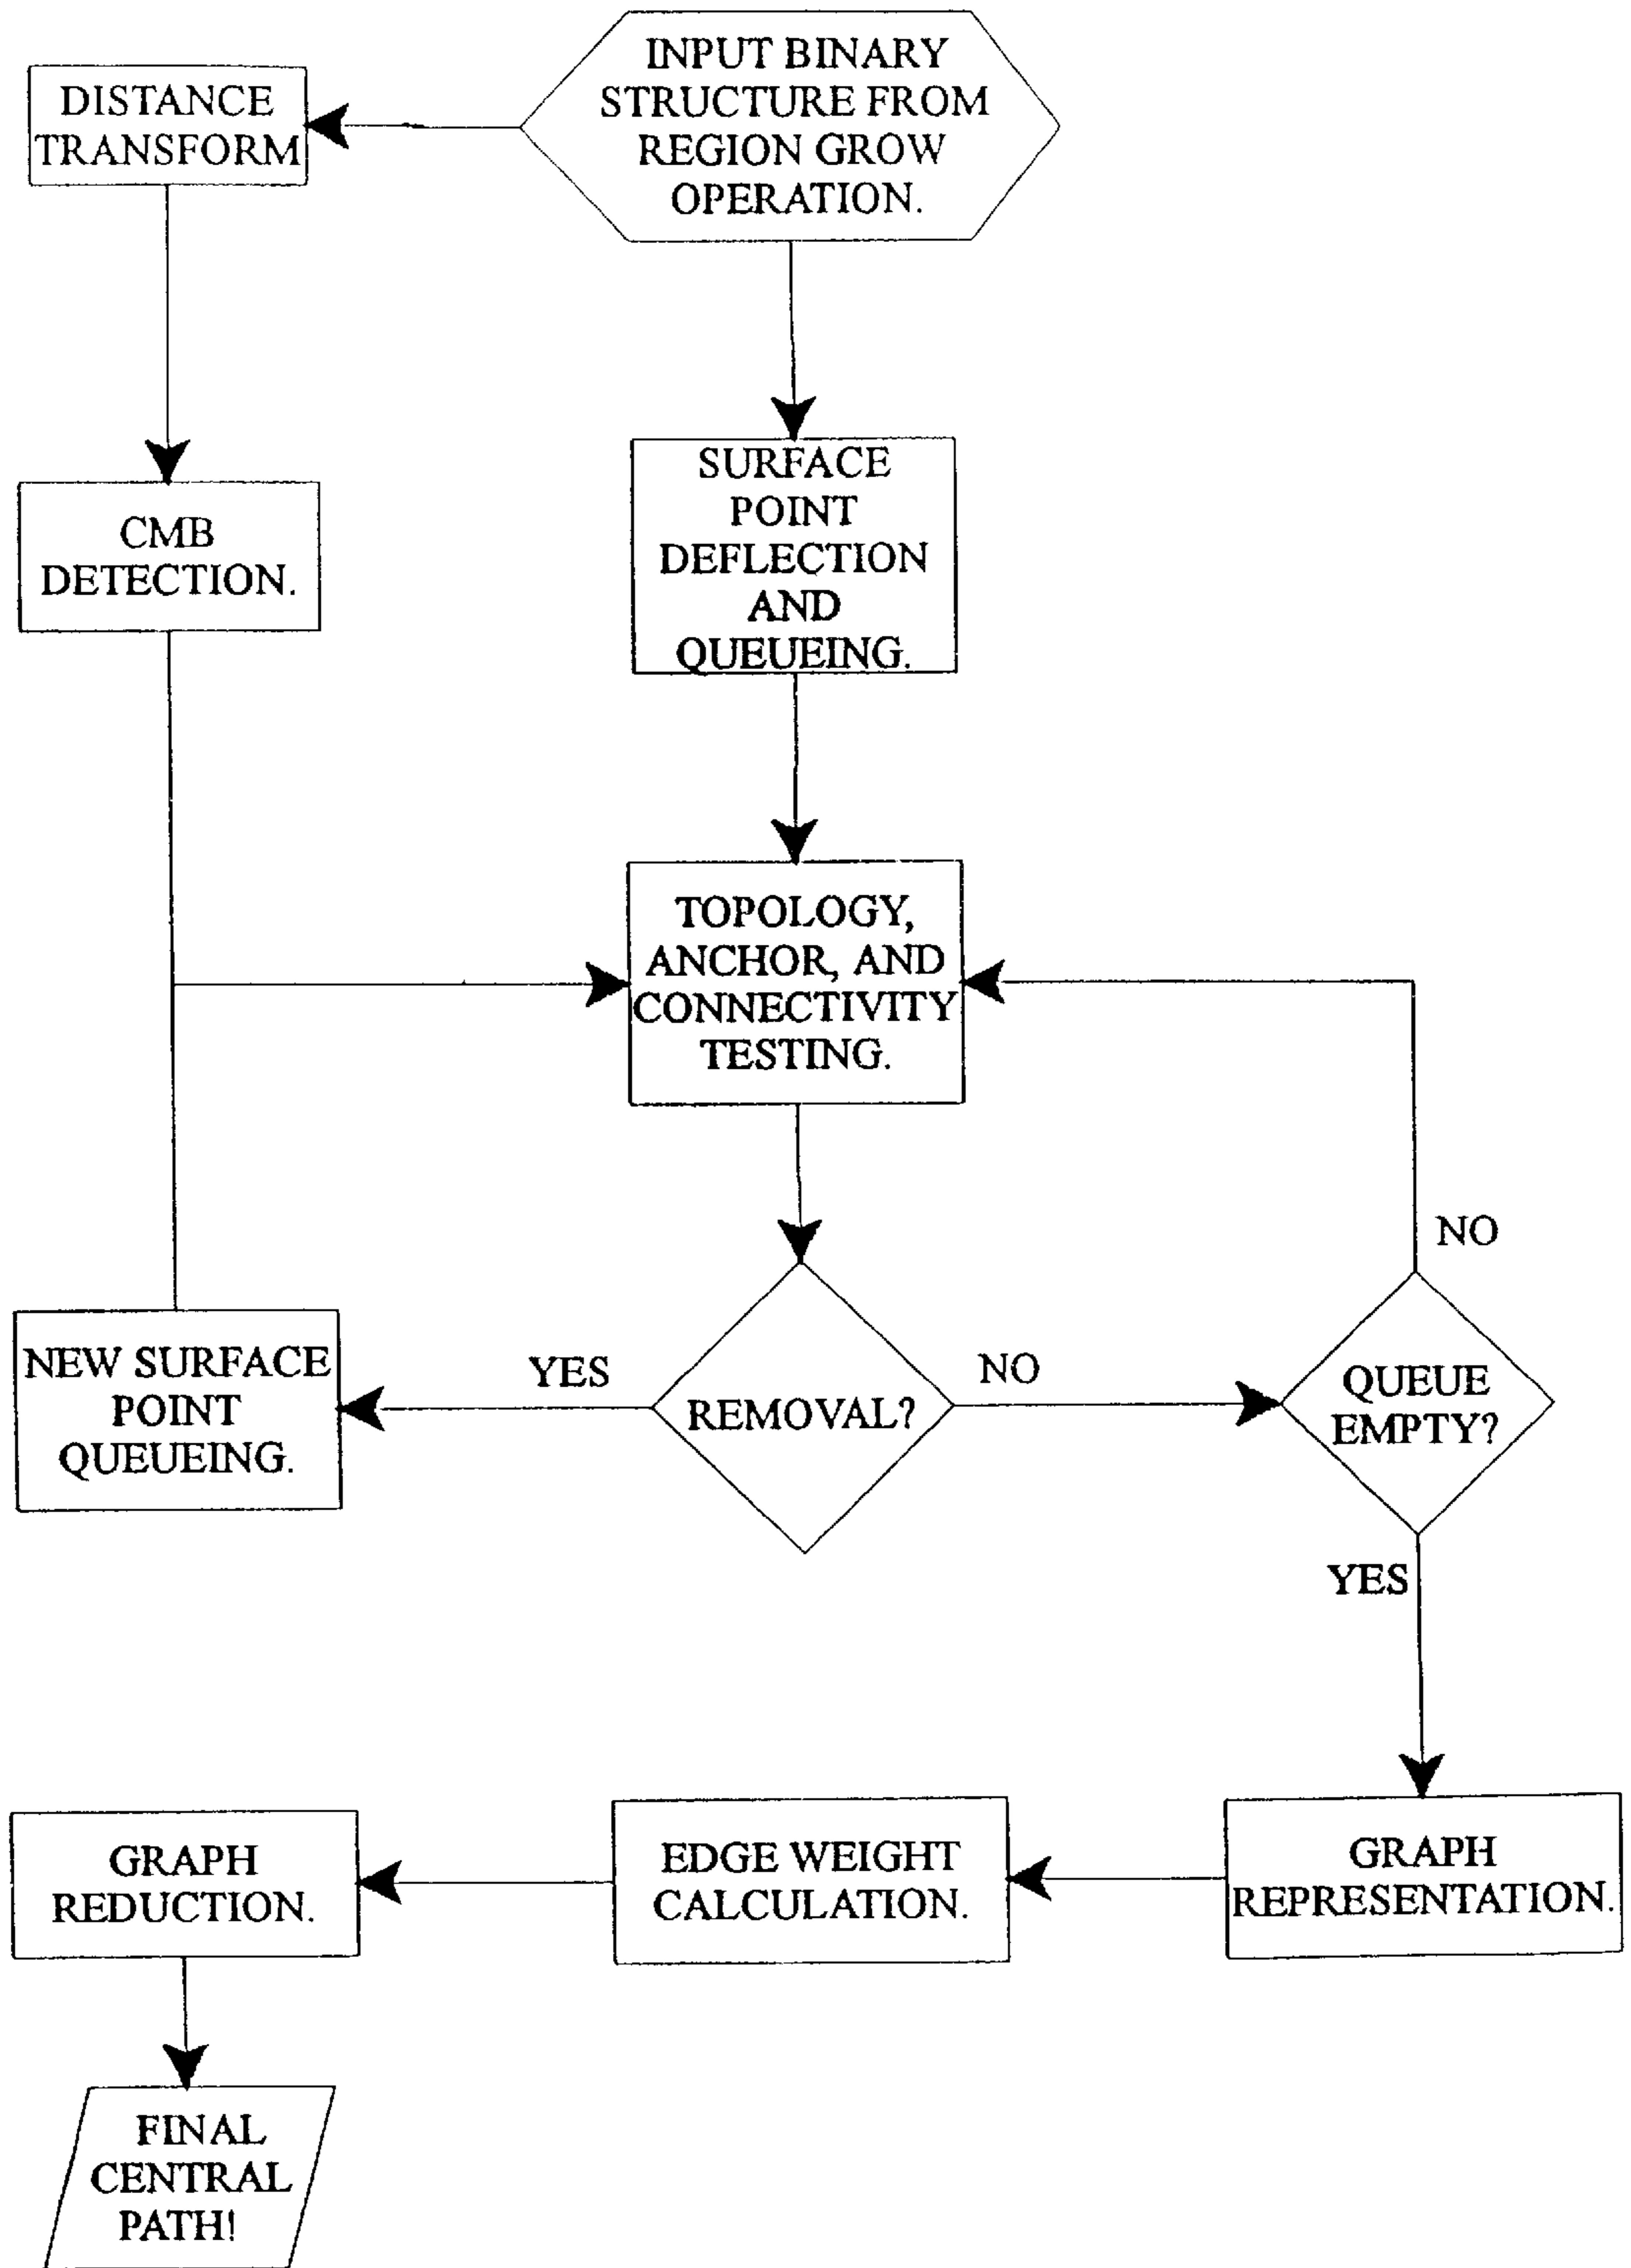 INPUT BINARY
STRUCTURE FROM
REGION GROW
OPERATION.
DISTANCE
TRANSFORM
CMB
DETECTION.
SURFACE
POINT
DEFLECTION
AND
QUEUEING.
TOPOLOGY,
ANCHOR, AND
CONNECTIVITY
TESTING.
REMOVAL?
YES
NO
NEW SURFACE
POINT
QUEUEING.
QUEUE
EMPTY?
NO
YES
GRAPH
REPRESENTATION.
EDGE WEIGHT
CALCULATION.
GRAPH
REDUCTION.
FINAL
CENTRAL
PATH!